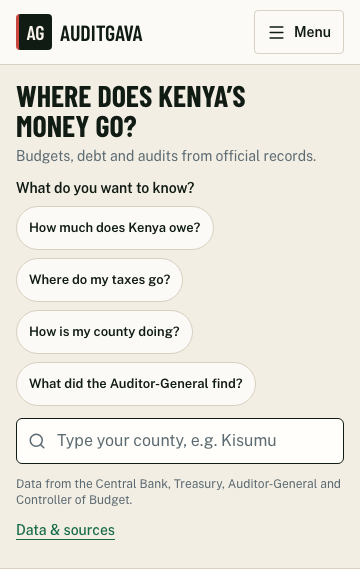 AG AUDITGAVA
Menu
WHERE DOES KENYA'S
MONEY GO?
Budgets, debt and audits from official records.
What do you want to know?
How much does Kenya owe?
Where do my taxes go?
How is my county doing?
What did the Auditor-General find?
Type your county, e.g. Kisumu
Data from the Central Bank, Treasury, Auditor-General and
Controller of Budget.
Data & sources